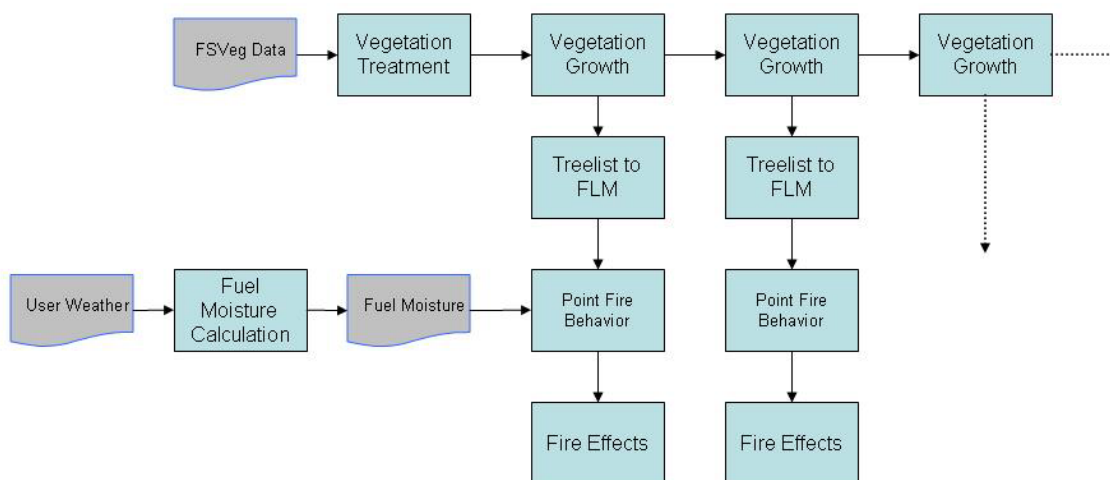 FSVeg Data
Vegetation
Treatment
Vegetation
Growth
Vegetation
Growth
Vegetation
Growth
Treelist to
FLM
Treelist to
FLM
User Weather
Fuel
Moisture
Calculation
Fuel Moisture
Point Fire
Behavior
Point Fire
Behavior
Fire Effects
Fire Effects